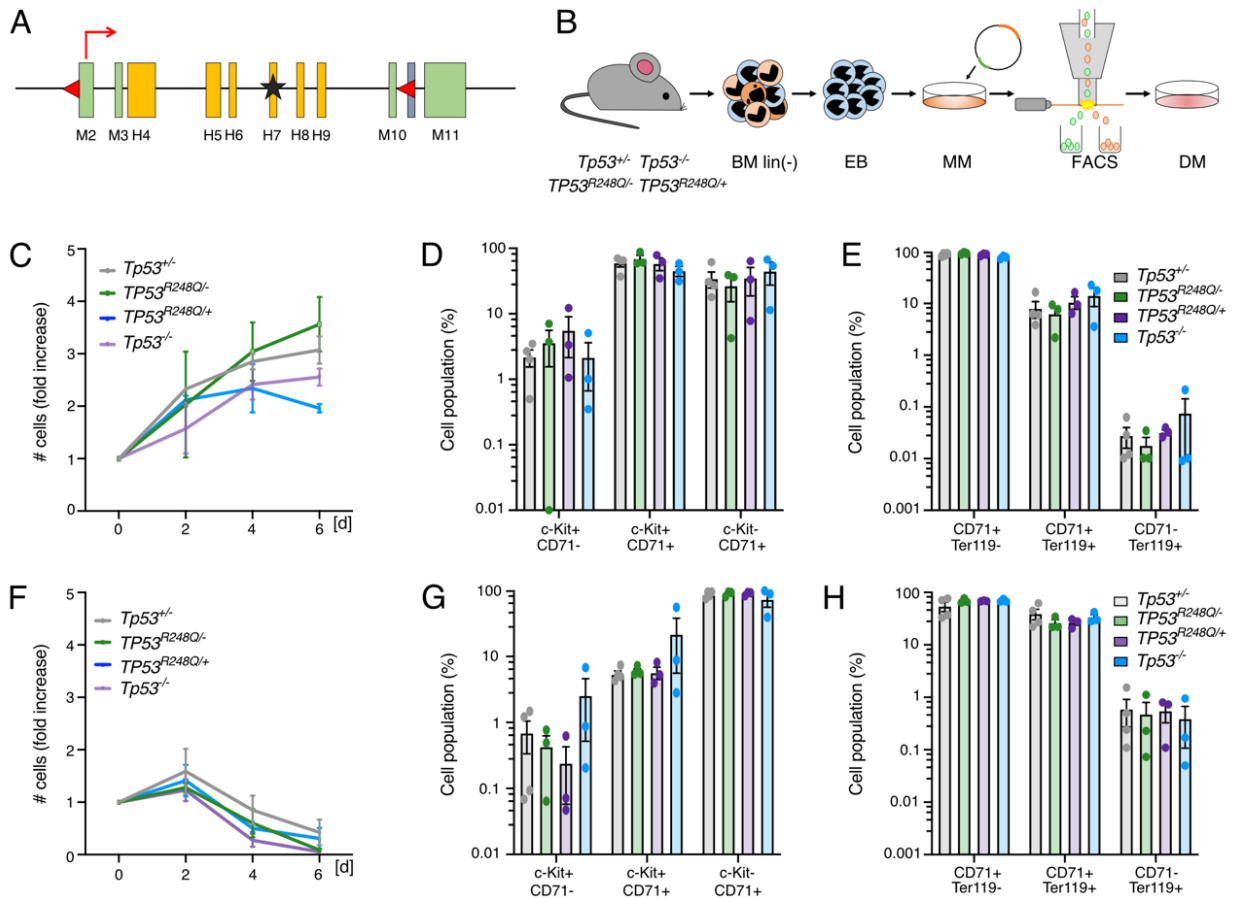 A
M2 M3 H4 H5 H6 H7 H8 H9 M10 M11
B
Tp53+/- Tp53-/-
TP53R248Q/- TP53R248Q/+
BM lin(-) EB MM FACS DM
C
# cells (fold increase)
5
4
3
2
1
0
0 2 4 6 [d]
Tp53+/-
TP53R248Q/-
TP53R248Q/+
Tp53-/-
D
Cell population (%)
100
10
1
0.1
0.01
c-Kit+ c-Kit+ c-Kit-
CD71- CD71+ CD71+
E
Cell population (%)
100
10
1
0.1
0.01
0.001
CD71+ CD71+ CD71-
Ter119- Ter119+ Ter119+
Tp53+/-
TP53R248Q/-
TP53R248Q/+
Tp53-/-
F
# cells (fold increase)
5
4
3
2
1
0
0 2 4 6 [d]
Tp53+/-
TP53R248Q/-
TP53R248Q/+
Tp53-/-
G
Cell population (%)
100
10
1
0.1
0.01
c-Kit+ c-Kit+ c-Kit-
CD71- CD71+ CD71+
H
Cell population (%)
100
10
1
0.1
0.01
0.001
CD71+ CD71+ CD71-
Ter119- Ter119+ Ter119+
Tp53+/-
TP53R248Q/-
TP53R248Q/+
Tp53-/-